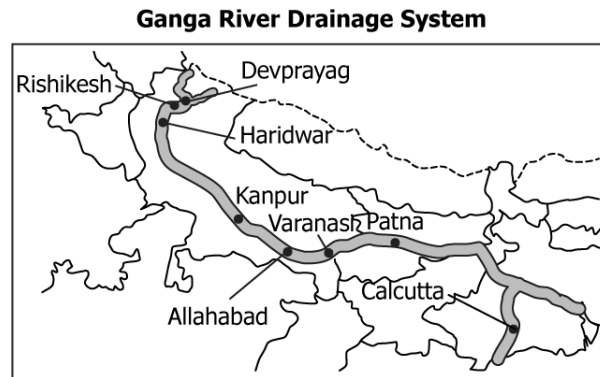 Ganga River Drainage System
Devprayag
Rishikesh
Haridwar
Kanpur
Varanash
Patna
Calcutta
Allahabad